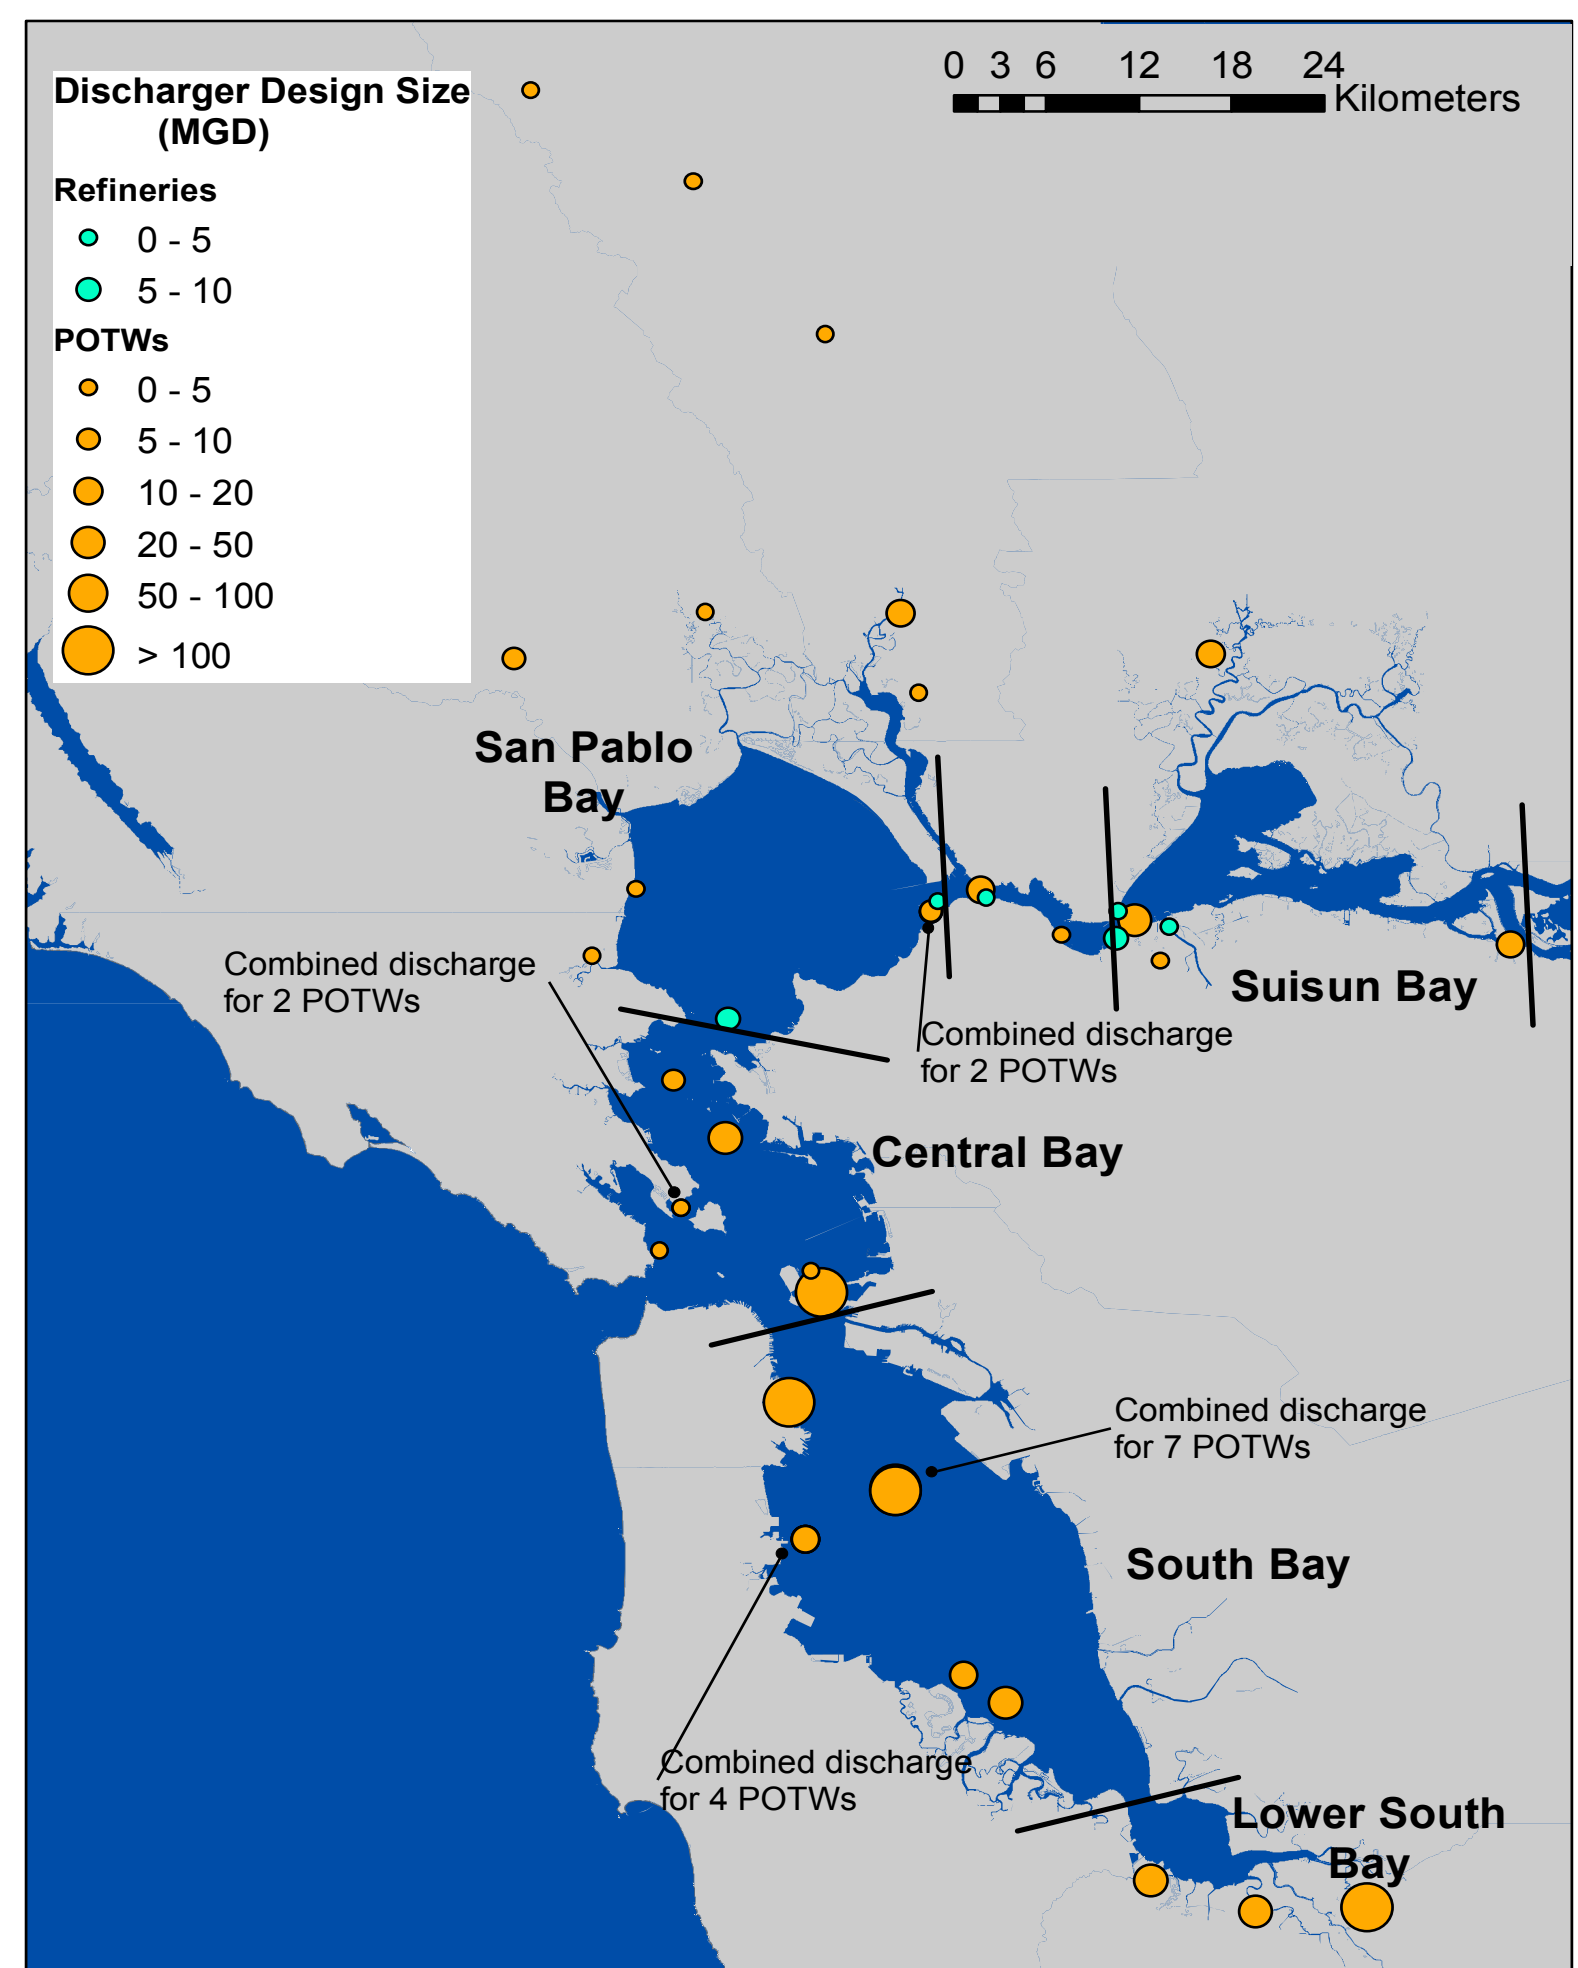 Discharger Design Size
(MGD)
Refineries
0 - 5
5 - 10
POTWs
0 - 5
5 - 10
10 - 20
20 - 50
50 - 100
> 100
0 3 6 12 18 24
Kilometers
San Pablo
Bay
Combined discharge
for 2 POTWs
Suisun Bay
Combined discharge
for 2 POTWs
Central Bay
Combined discharge
for 7 POTWs
South Bay
Combined discharge
for 4 POTWs
Lower South
Bay